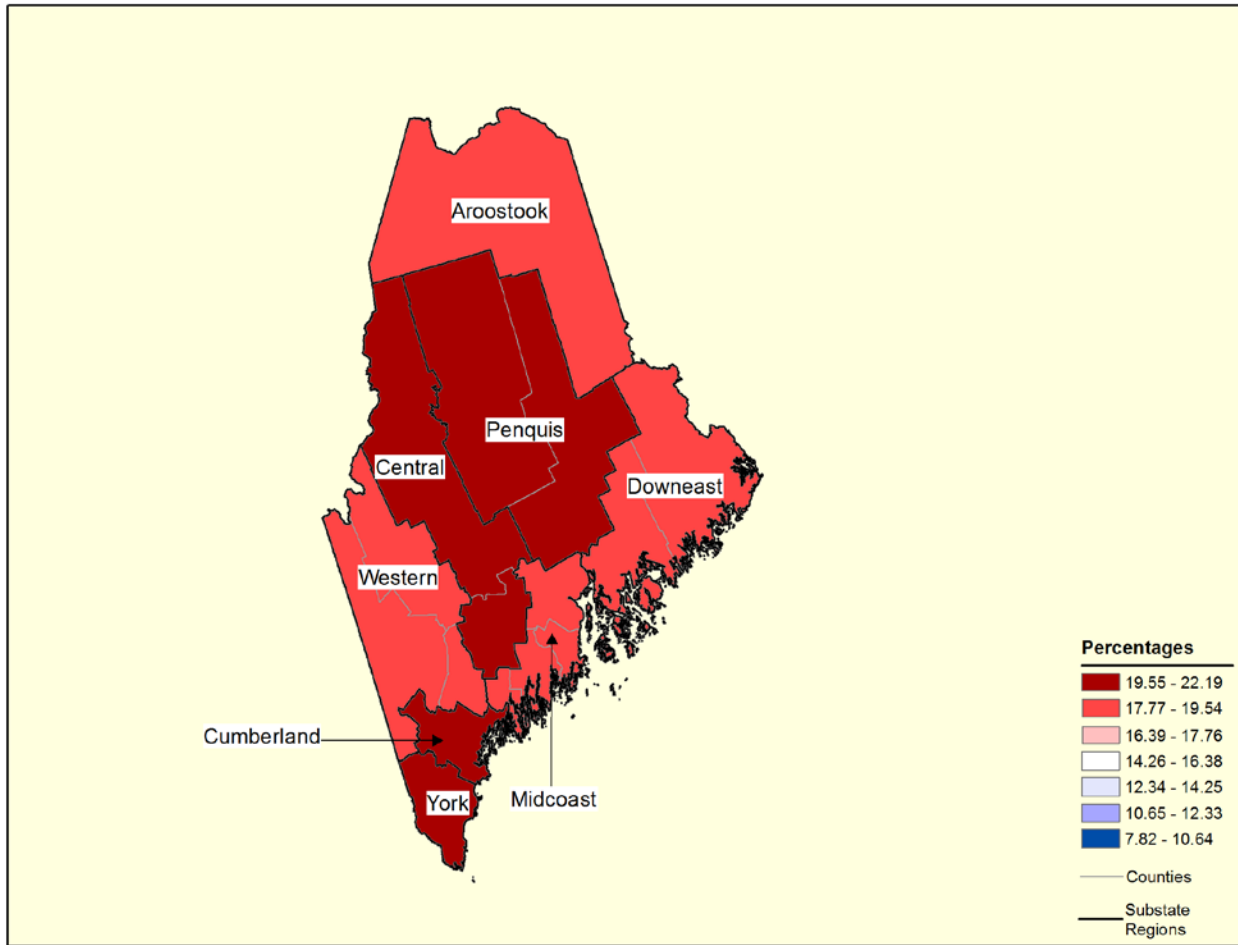 Aroostook
Penquis
Central
Downeast
Western
Cumberland
York
Midcoast
Percentages
19.55 - 22.19
17.77 - 19.54
16.39 - 17.76
14.26 - 16.38
12.34 - 14.25
10.65 - 12.33
7.82 - 10.64
Counties
Substate
Regions